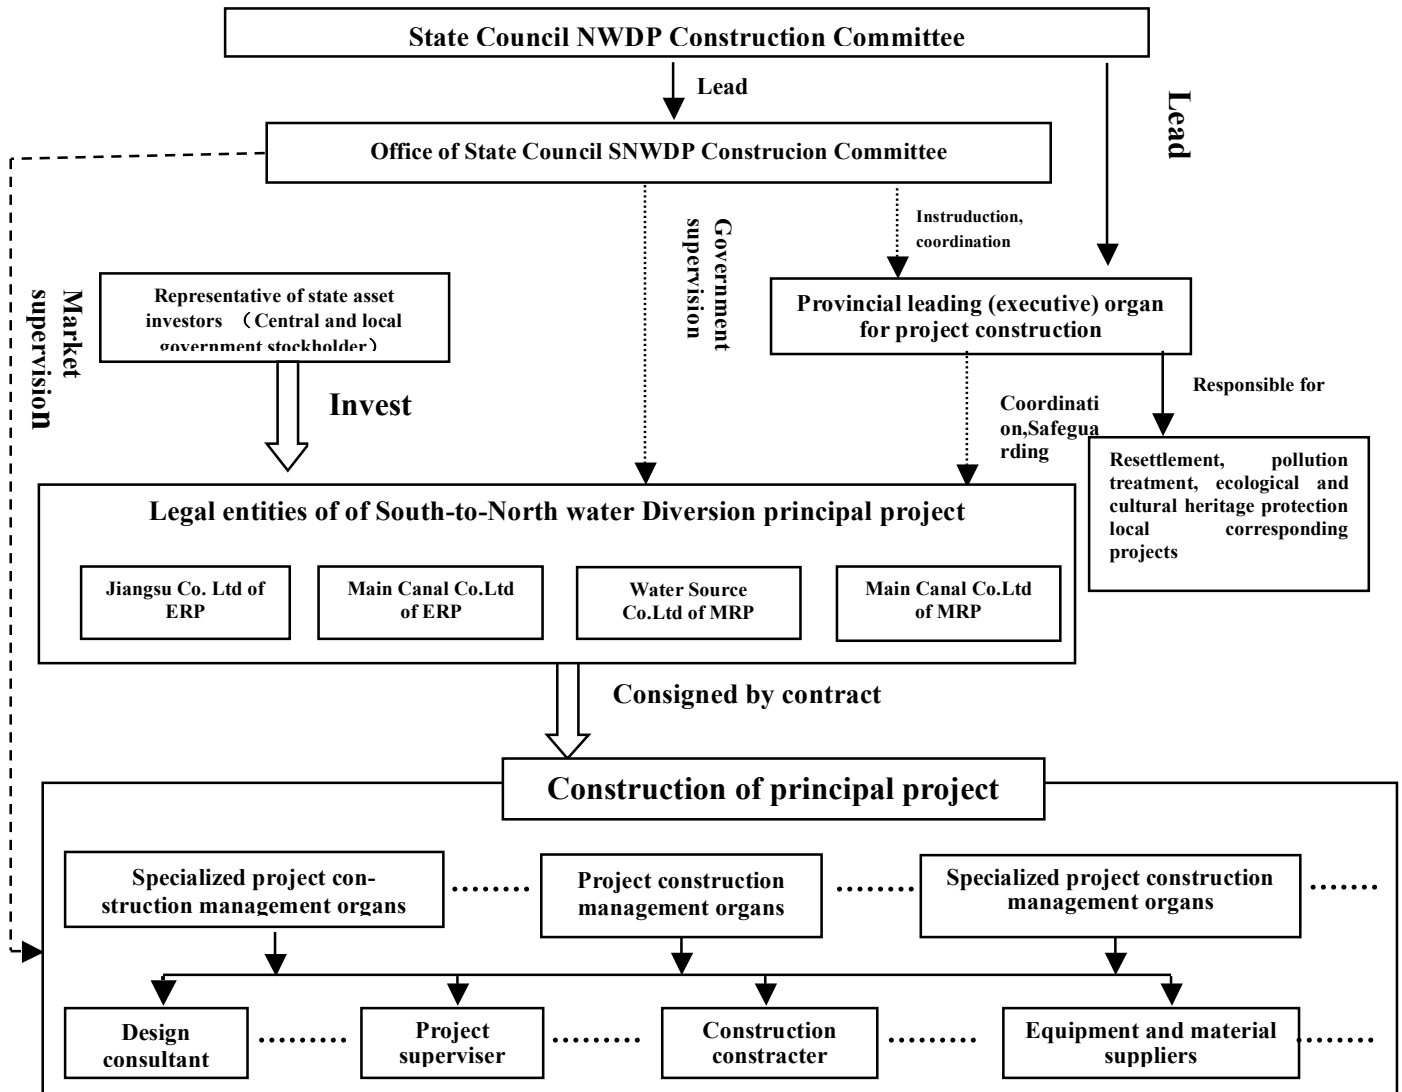 State Council NWDP Construction Committee
Lead
Lead
Office of State Council SNWDP Construcion Committee
Instruduction,
coordination
Government
supervision
Market
supervision
Representative of state asset
investors （Central and local
government stockholder）
Provincial leading (executive) organ
for project construction
Invest
Responsible for
Coordinati
on,Safegua
rding
Resettlement, pollution
treatment, ecological and
cultural heritage protection
local corresponding
projects
Legal entities of of South-to-North water Diversion principal project
Jiangsu Co. Ltd of
ERP
Main Canal Co.Ltd
of ERP
Water Source
Co.Ltd of MRP
Main Canal Co.Ltd
of MRP
Consigned by contract
Construction of principal project
Specialized project con-
struction management organs
Project construction
management organs
Specialized project construction
management organs
Design
consultant
Project
superviser
Construction
constracter
Equipment and material
suppliers